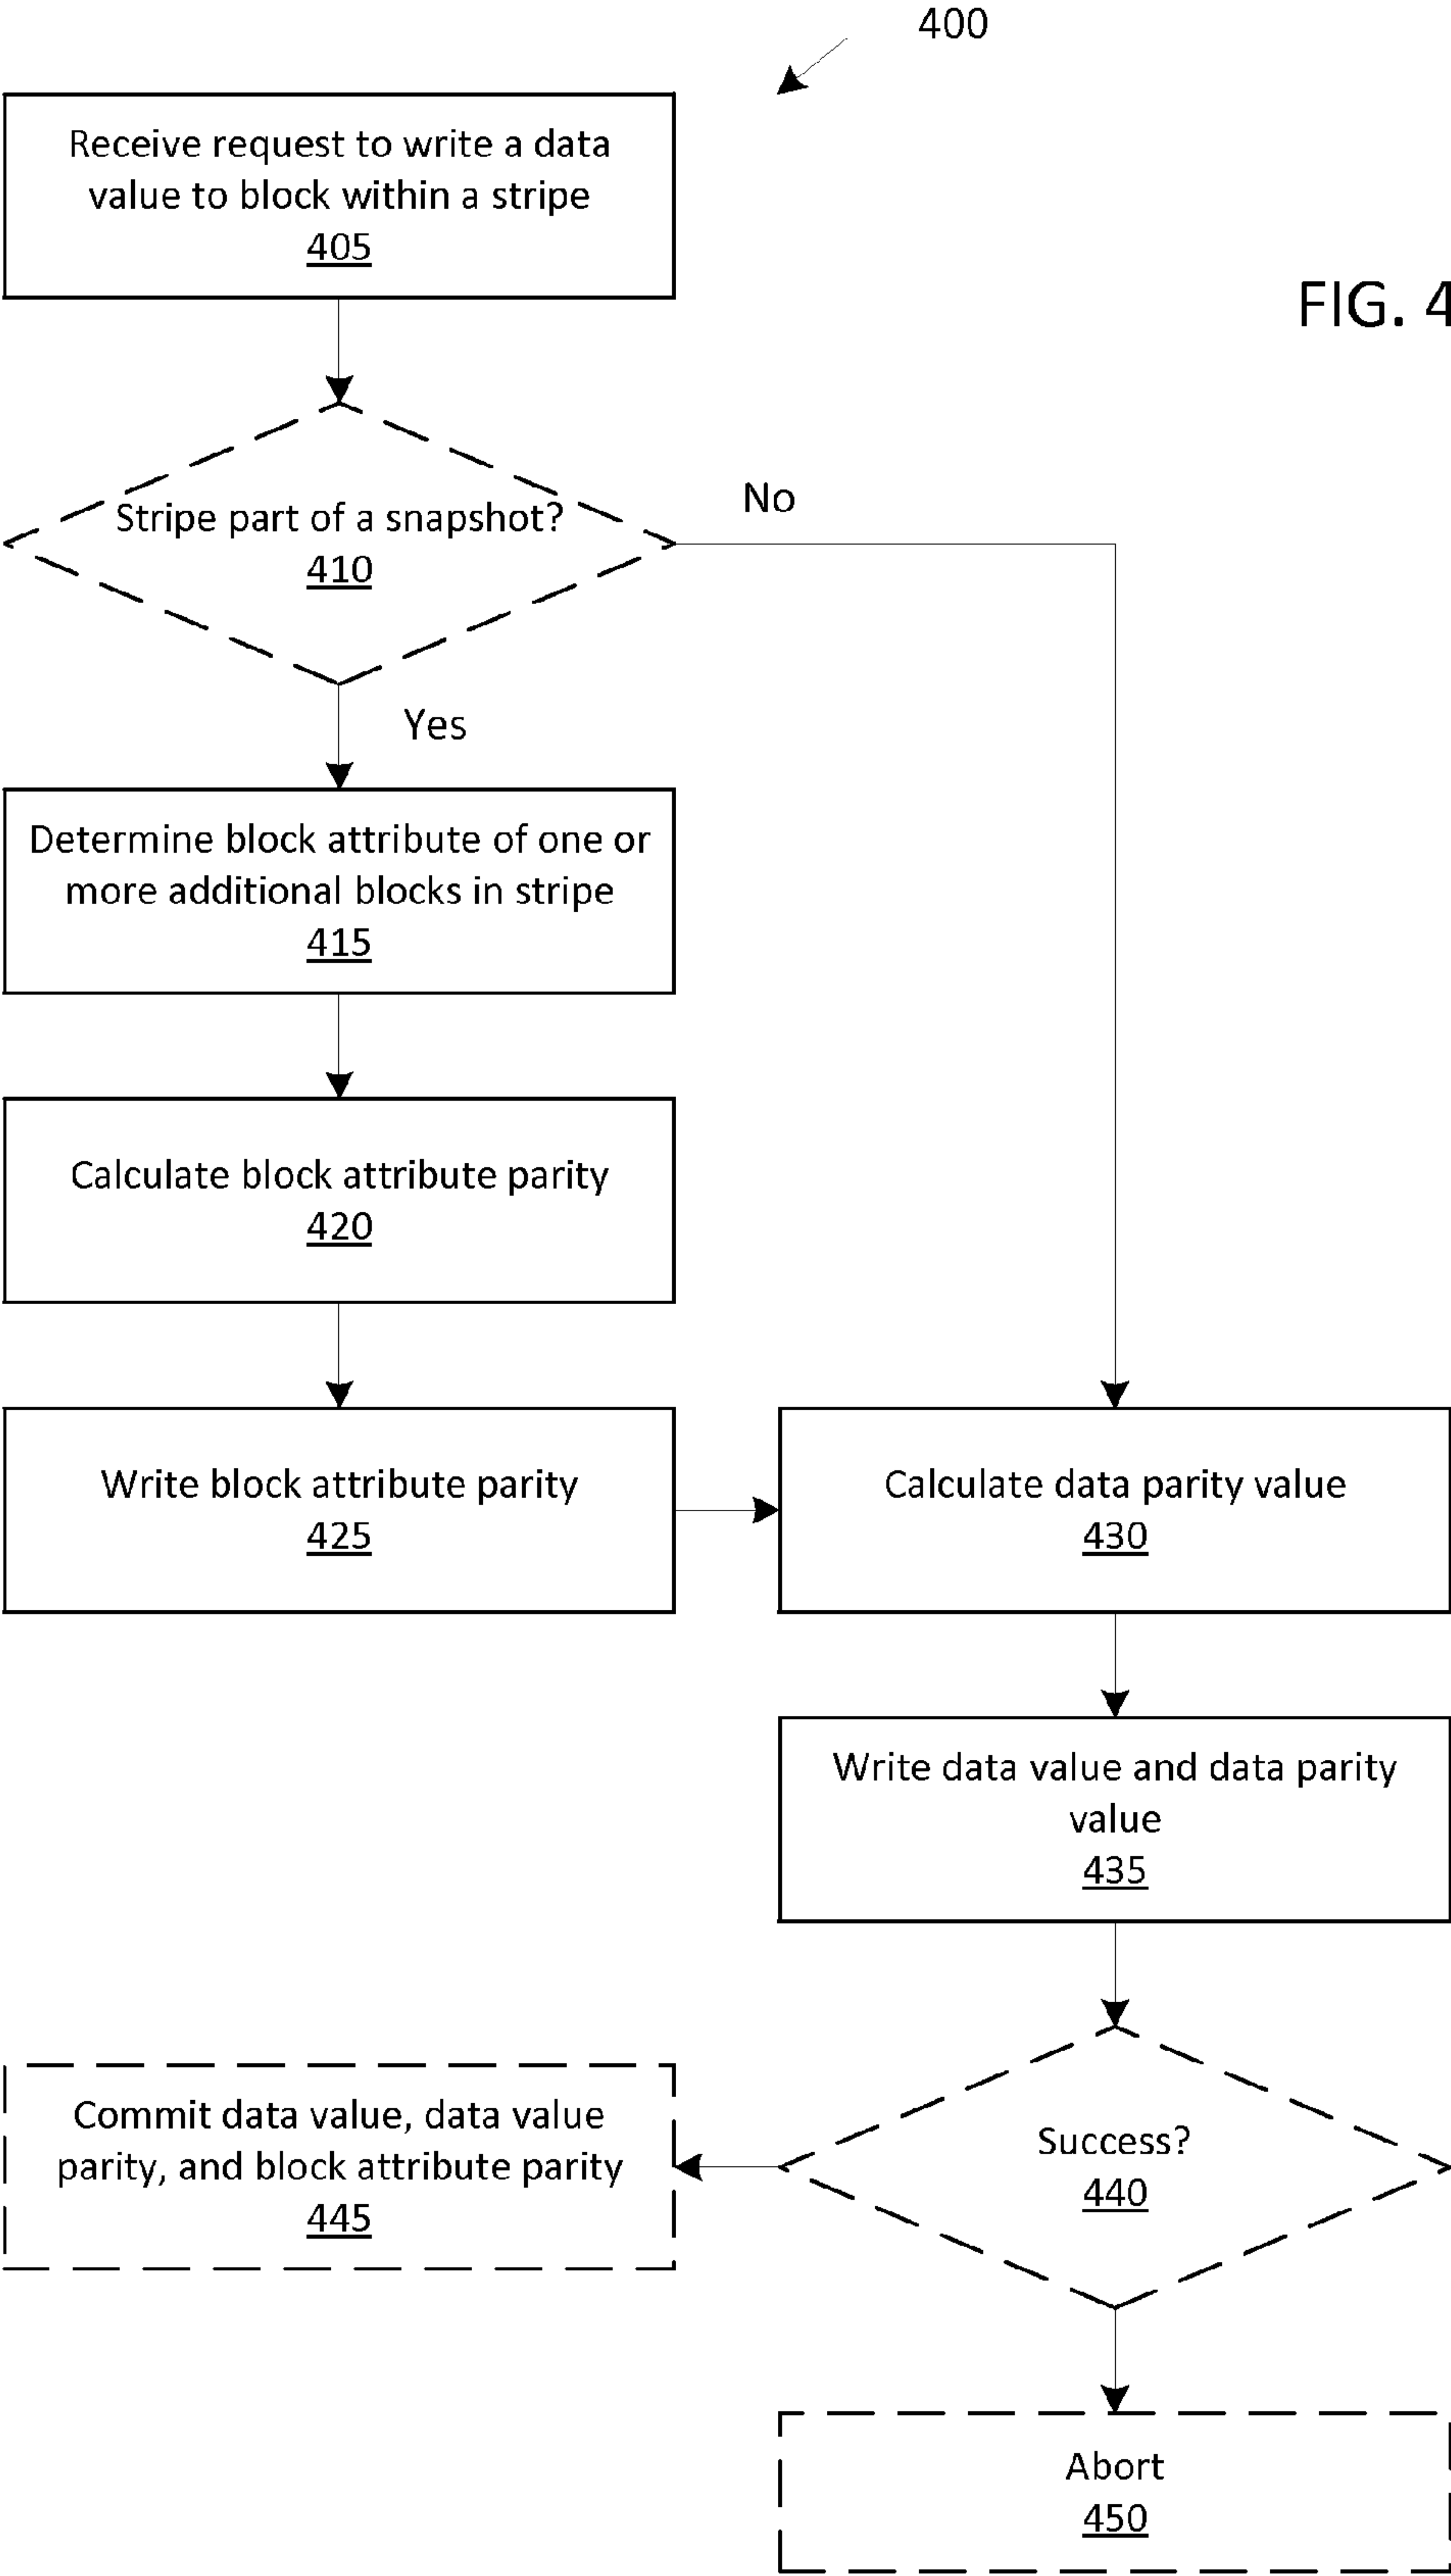 400
Receive request to write a data
value to block within a stripe
405
FIG. 4
Stripe part of a snapshot?
410
No
Yes
Determine block attribute of one or
more additional blocks in stripe
415
Calculate block attribute parity
420
Write block attribute parity
425
Calculate data parity value
430
Write data value and data parity
value
435
Success?
440
Commit data value, data value
parity, and block attribute parity
445
Abort
450